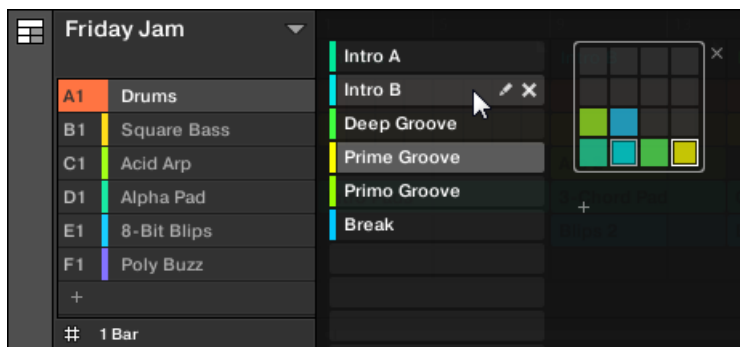 Friday Jam
A1 Drums
B1 Square Bass
C1 Acid Arp
D1 Alpha Pad
E1 8-Bit Blips
F1 Poly Buzz
+
1 Bar
Intro A
Intro B
Deep Groove
Prime Groove
Primo Groove
Break
+